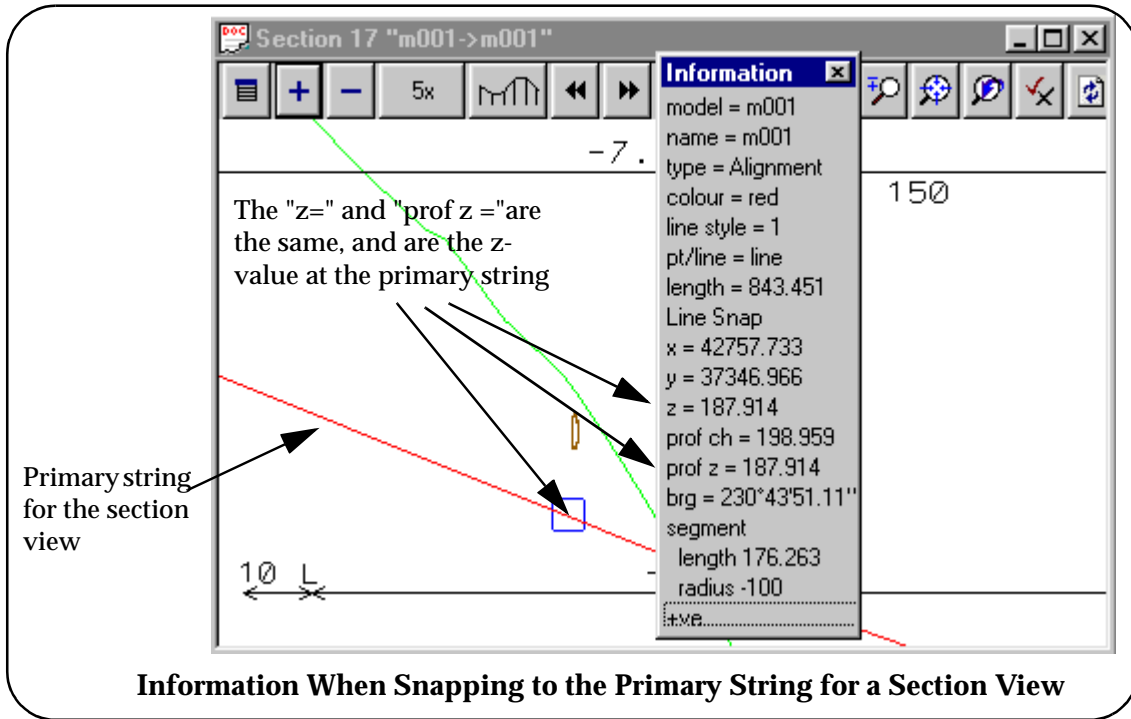 Section 17 "m001->m001"
5x
-7.
150
Information
model = m001
name = m001
type = Alignment
colour = red
line style = 1
pt/line = line
length = 843.451
Line Snap
x = 42757.733
y = 37346.966
z = 187.914
prof ch = 198.959
prof z = 187.914
brg = 230°43'51.11"
segment
length 176.263
radius -100
+ve
The "z=" and "prof z ="are
the same, and are the z-
value at the primary string
Primary string
for the section
view
10 L
Information When Snapping to the Primary String for a Section View